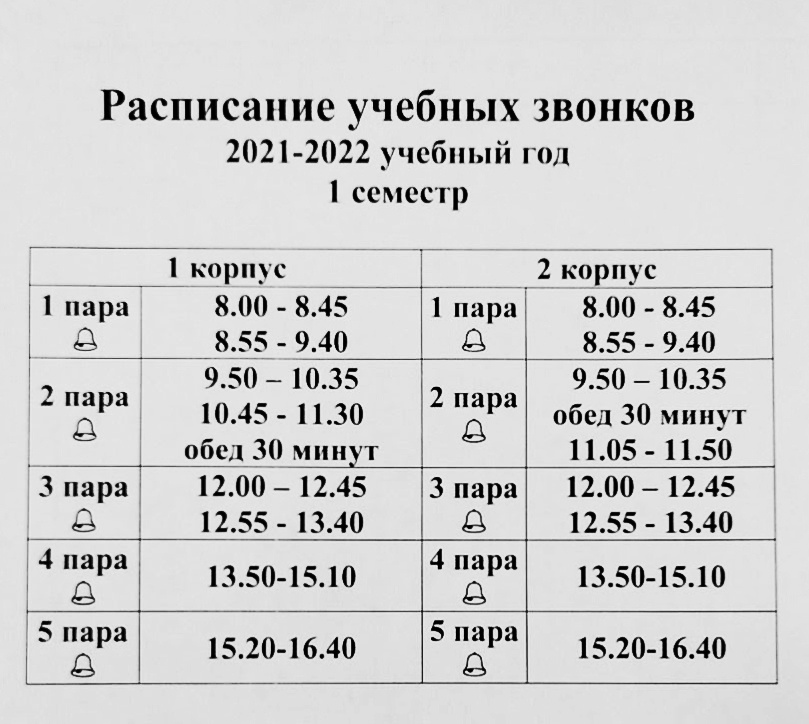 Расписание учебных звонков
2021-2022 учебный год
1 семестр
1 корпус 2 корпус
1 пара 8.00 - 8.45 1 пара 8.00 - 8.45
8.55 - 9.40 8.55 - 9.40
2 пара 9.50 – 10.35 2 пара 9.50 – 10.35
10.45 - 11.30 обед 30 минут
обед 30 минут 11.05 - 11.50
3 пара 12.00 – 12.45 3 пара 12.00 – 12.45
12.55 - 13.40 12.55 - 13.40
4 пара 13.50-15.10 4 пара 13.50-15.10
5 пара 15.20-16.40 5 пара 15.20-16.40